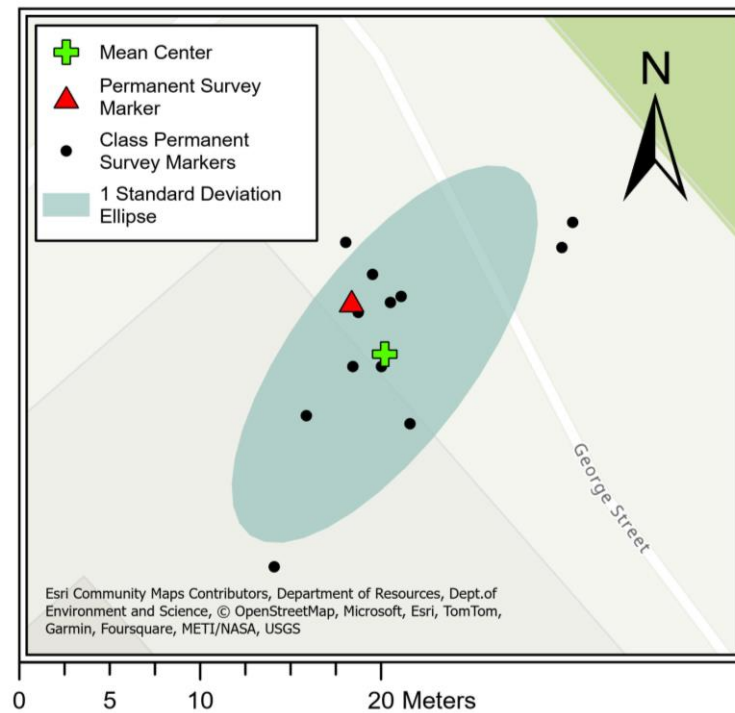 Mean Center
Permanent Survey
Marker
Class Permanent
Survey Markers
1 Standard Deviation
Ellipse
N
George Street
Esri Community Maps Contributors, Department of Resources, Dept.of
Environment and Science, © OpenStreetMap, Microsoft, Esri, TomTom,
Garmin, Foursquare, METI/NASA, USGS
0 5 10 20 Meters